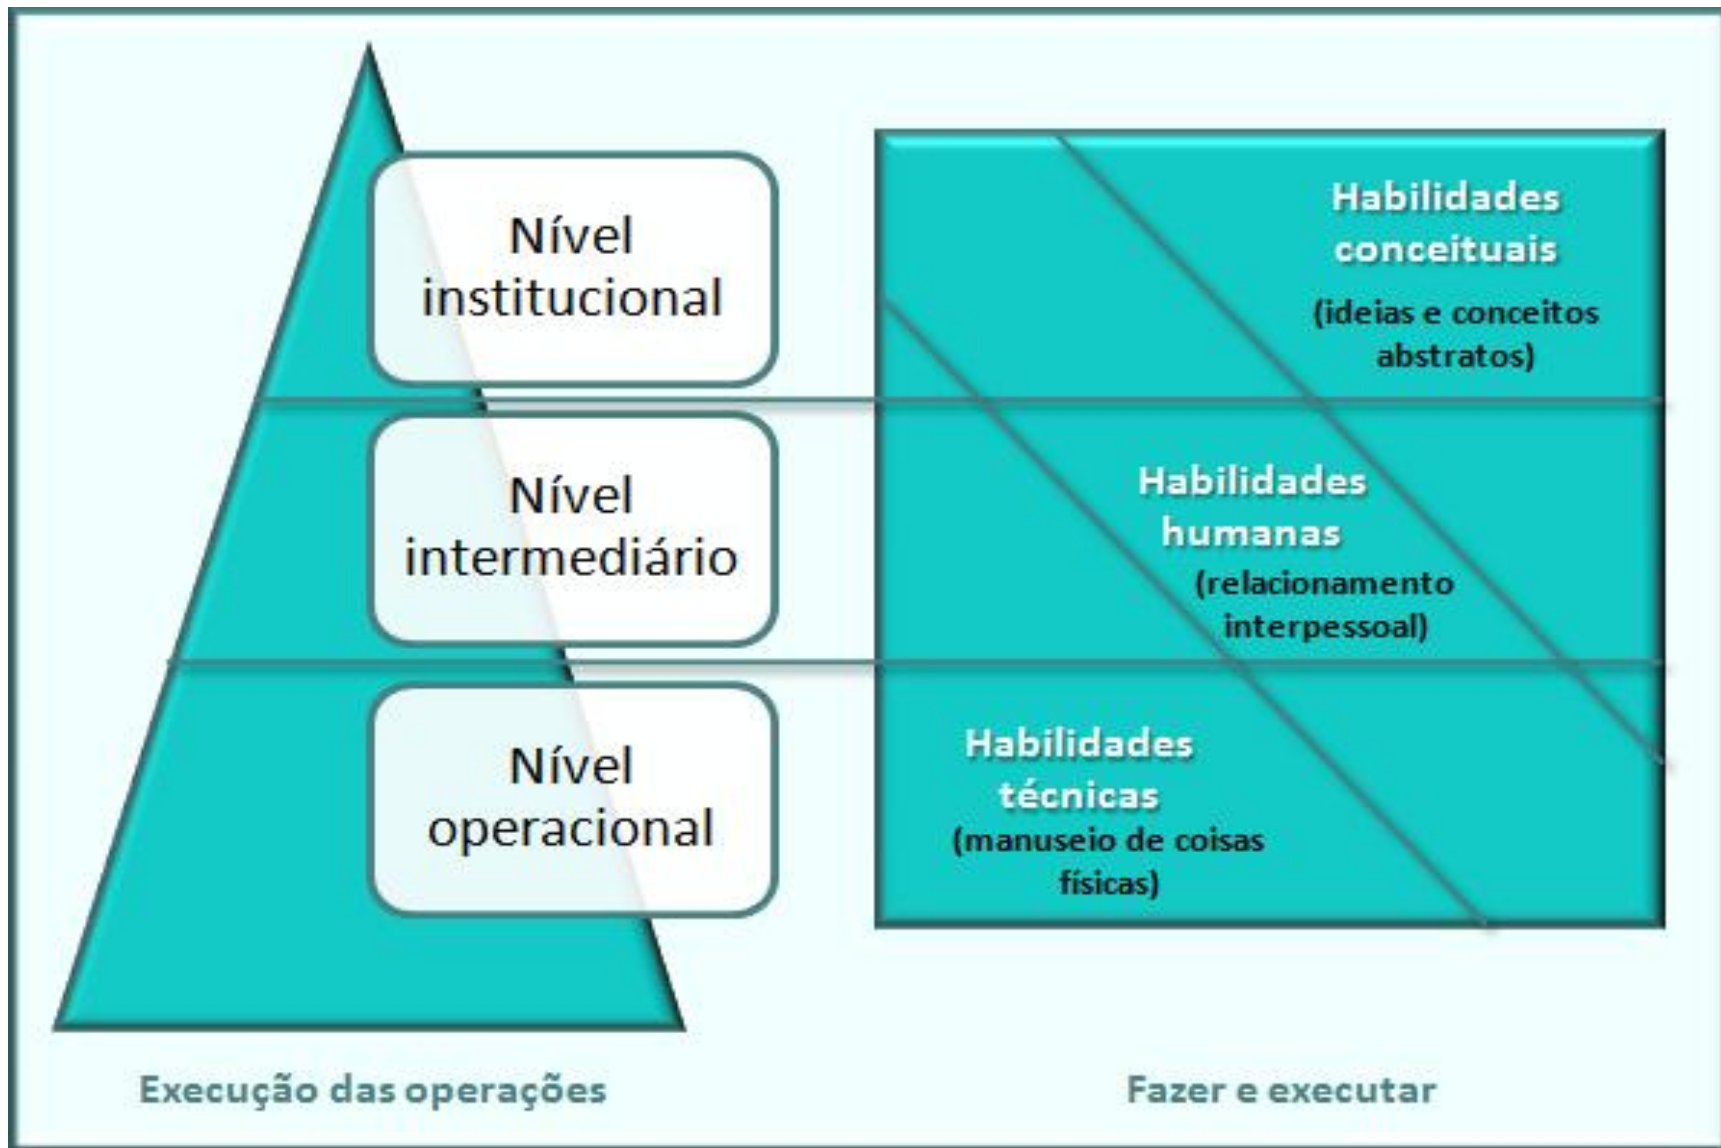 Nível
institucional
Nível
intermediário
Nível
operacional
Habilidades
conceituais
(ideias e conceitos
abstratos)
Habilidades
humanas
(relacionamento
interpessoal)
Habilidades
técnicas
(manuseio de coisas
físicas)
Execução das operações
Fazer e executar